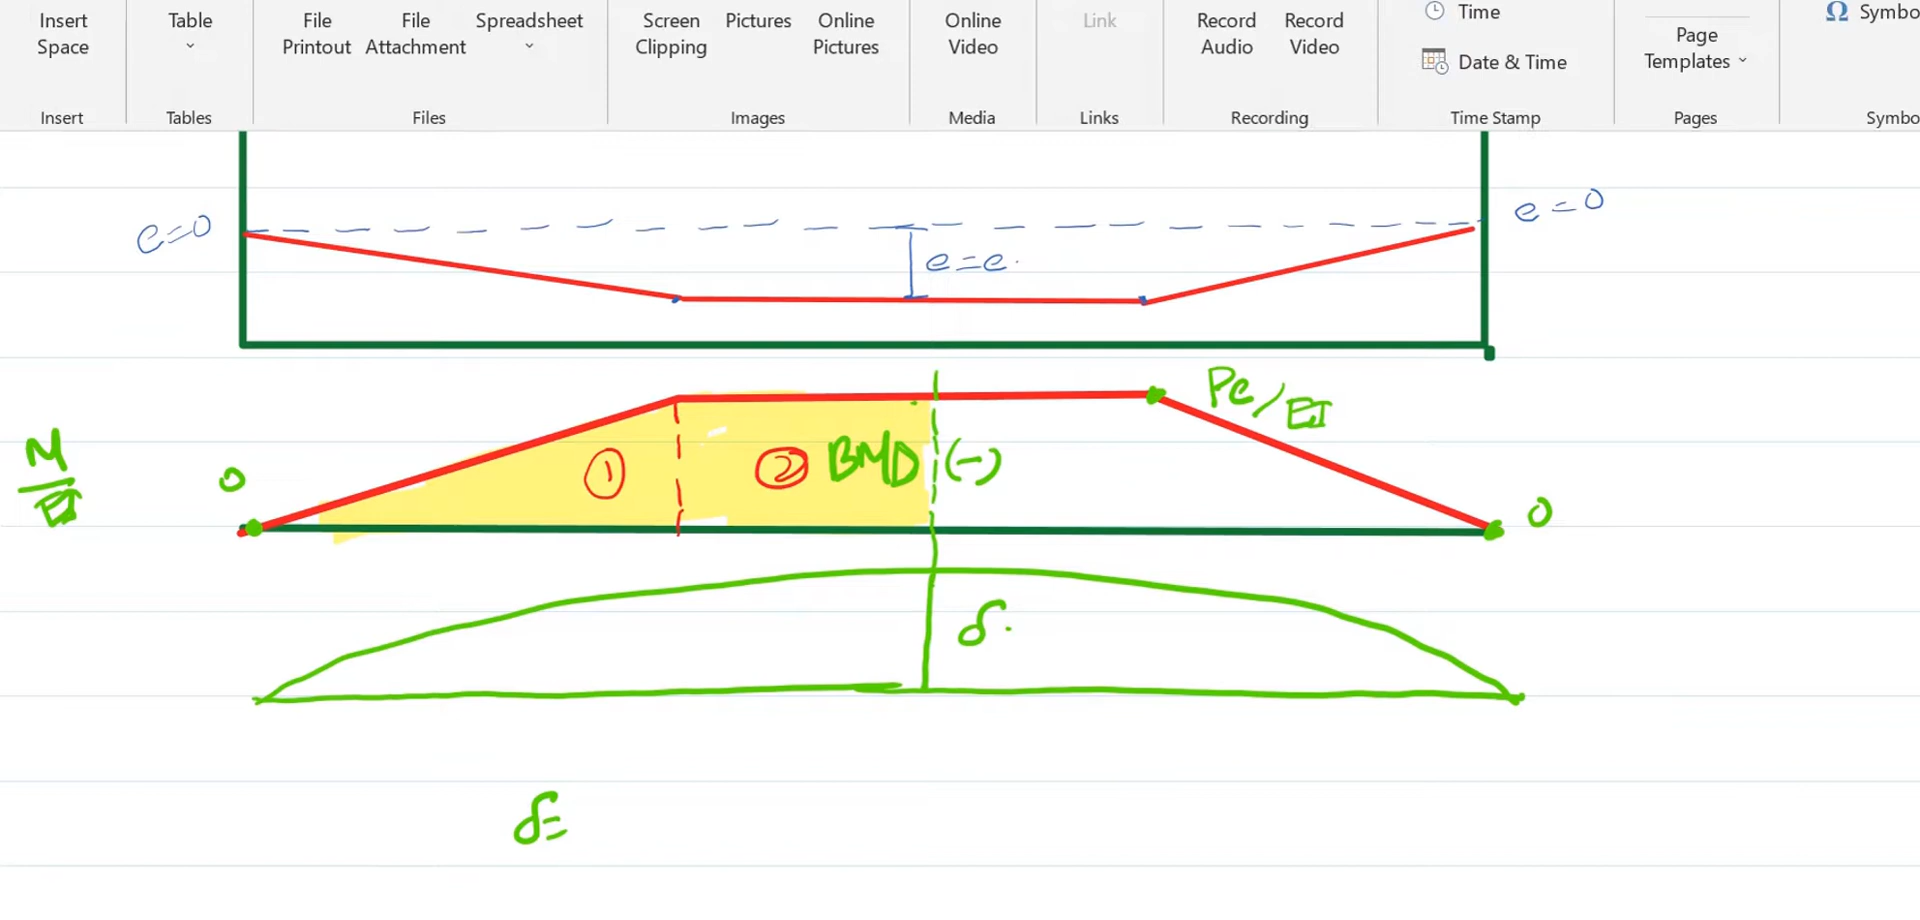 Insert Space
Table
File Printout
File Attachment
Spreadsheet
Screen Clipping
Pictures
Online Pictures
Online Video
Link
Record Audio
Record Video
Time
Date & Time
Page Templates
Ω Symbo
Insert
Tables
Files
Images
Media
Links
Recording
Time Stamp
Pages
Symbo
e=0
e=0
e=e.
Pe/EI
M/EI
0
①
② BMD (-)
0
δ.
δ=